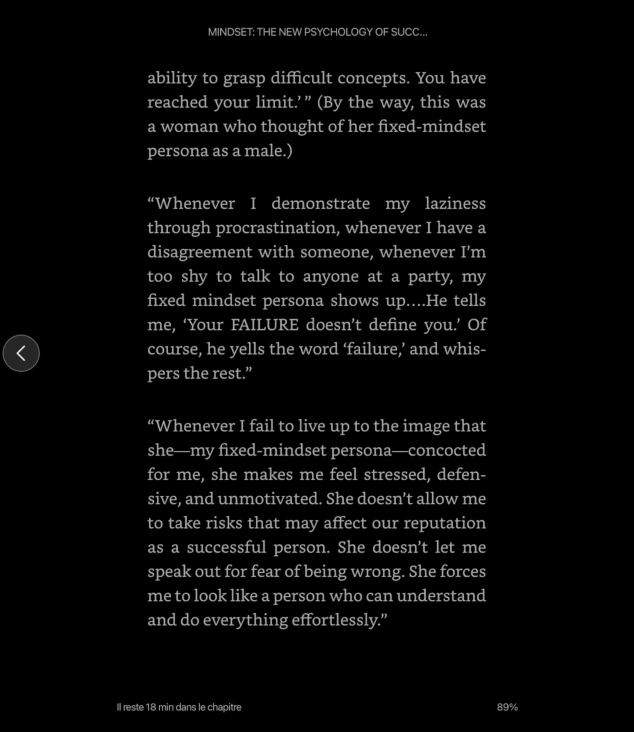 MINDSET: THE NEW PSYCHOLOGY OF SUCC...
ability to grasp difficult concepts. You have
reached your limit.’ ” (By the way, this was
a woman who thought of her fixed-mindset
persona as a male.)
“Whenever I demonstrate my laziness
through procrastination, whenever I have a
disagreement with someone, whenever I’m
too shy to talk to anyone at a party, my
fixed mindset persona shows up….He tells
me, ‘Your FAILURE doesn’t define you.’ Of
course, he yells the word ‘failure,’ and whis-
pers the rest.”
“Whenever I fail to live up to the image that
she—my fixed-mindset persona—concocted
for me, she makes me feel stressed, defen-
sive, and unmotivated. She doesn’t allow me
to take risks that may affect our reputation
as a successful person. She doesn’t let me
speak out for fear of being wrong. She forces
me to look like a person who can understand
and do everything effortlessly.”
Il reste 18 min dans le chapitre
89%